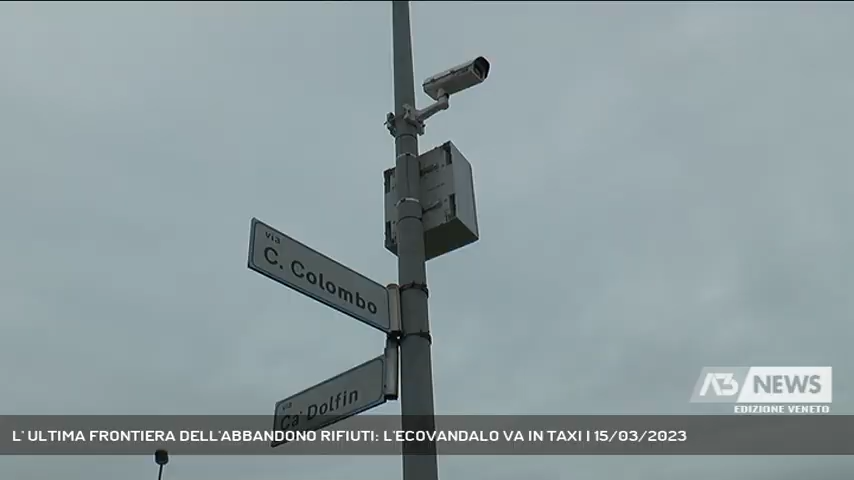 via
C. Colombo
via
Ca' Dolfin
A3 NEWS
EDIZIONE VENETO
L' ULTIMA FRONTIERA DELL'ABBANDONO RIFIUTI: L'ECOVANDALO VA IN TAXI | 15/03/2023